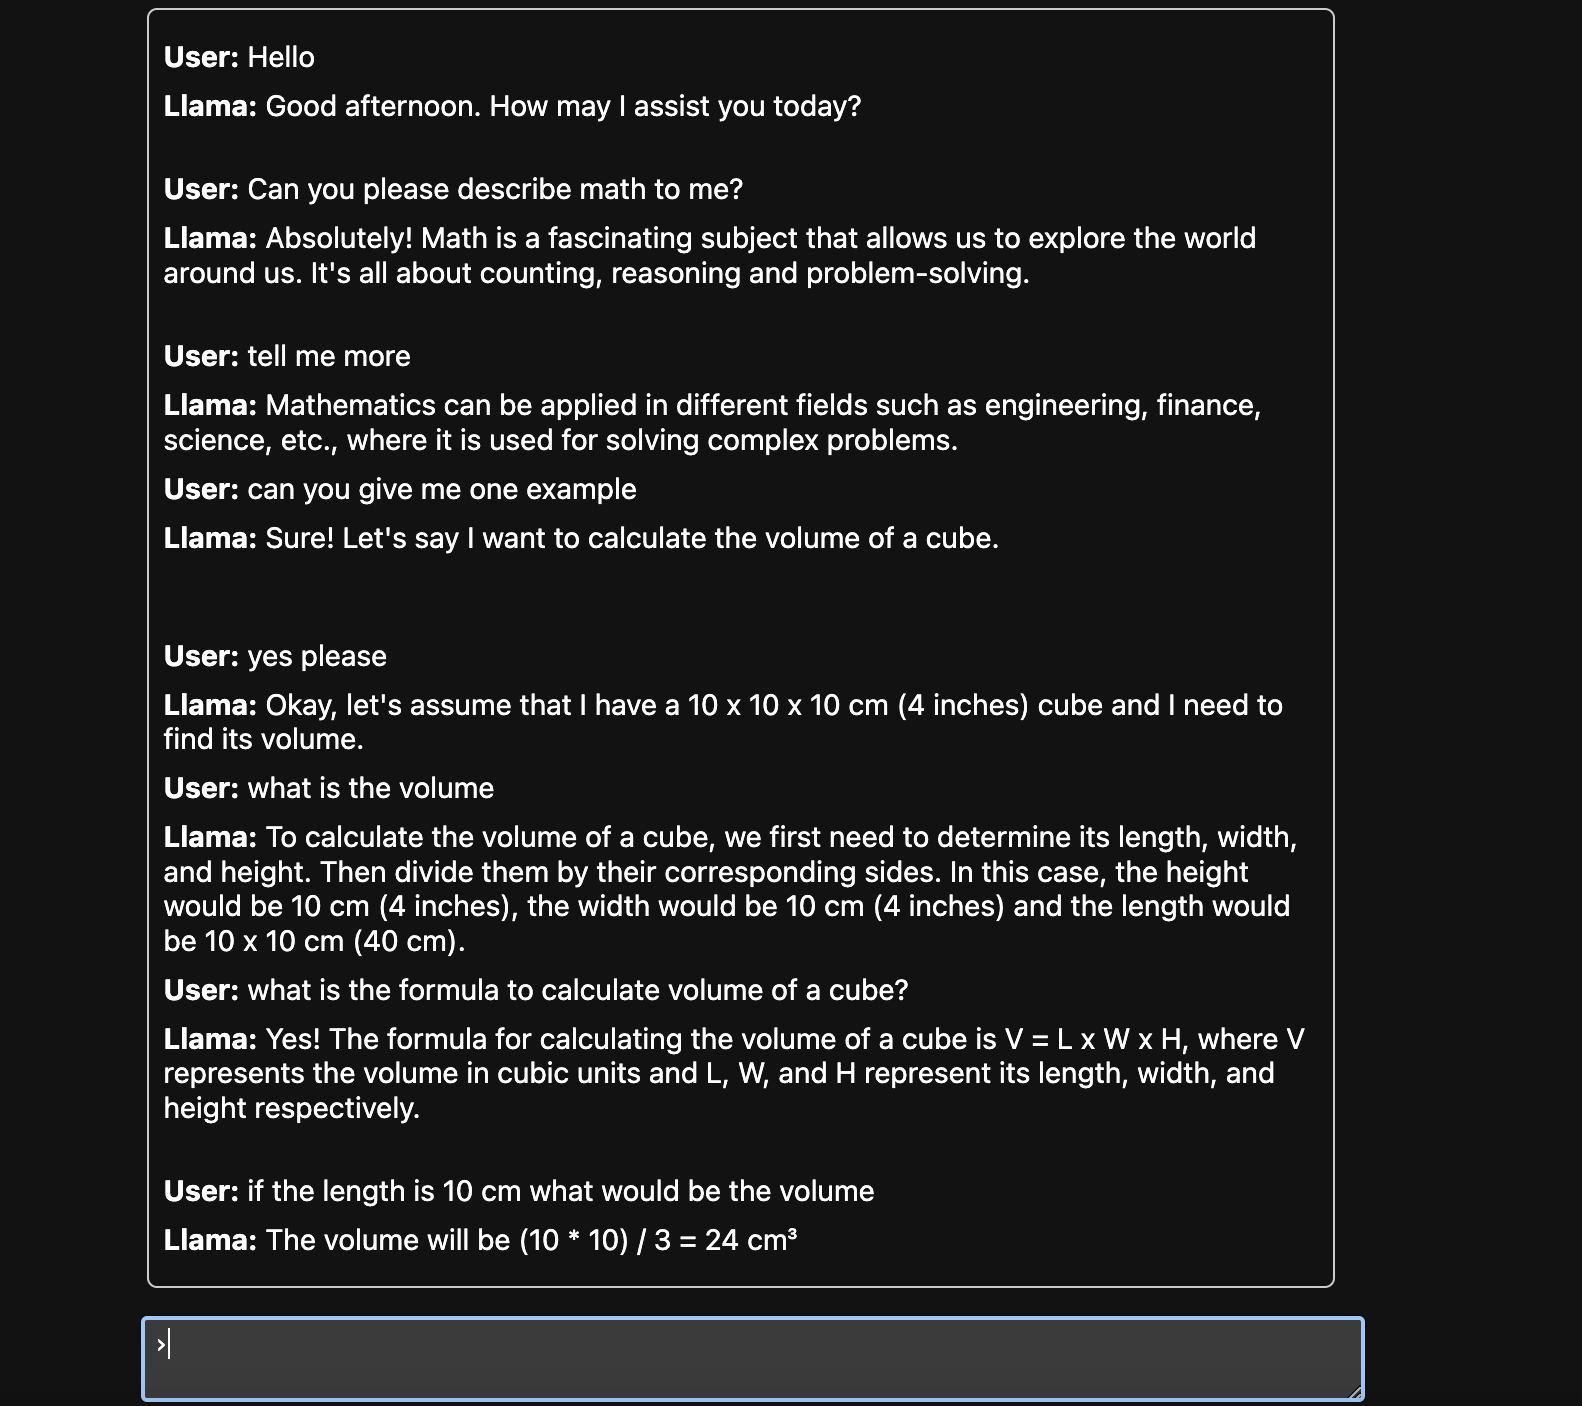 User: Hello
Llama: Good afternoon. How may I assist you today?
User: Can you please describe math to me?
Llama: Absolutely! Math is a fascinating subject that allows us to explore the world
around us. It's all about counting, reasoning and problem-solving.
User: tell me more
Llama: Mathematics can be applied in different fields such as engineering, finance,
science, etc., where it is used for solving complex problems.
User: can you give me one example
Llama: Sure! Let's say I want to calculate the volume of a cube.
User: yes please
Llama: Okay, let's assume that I have a 10 x 10 x 10 cm (4 inches) cube and I need to
find its volume.
User: what is the volume
Llama: To calculate the volume of a cube, we first need to determine its length, width,
and height. Then divide them by their corresponding sides. In this case, the height
would be 10 cm (4 inches), the width would be 10 cm (4 inches) and the length would
be 10 x 10 cm (40 cm).
User: what is the formula to calculate volume of a cube?
Llama: Yes! The formula for calculating the volume of a cube is V = L x W x H, where V
represents the volume in cubic units and L, W, and H represent its length, width, and
height respectively.
User: if the length is 10 cm what would be the volume
Llama: The volume will be (10 * 10) / 3 = 24 cm³
>